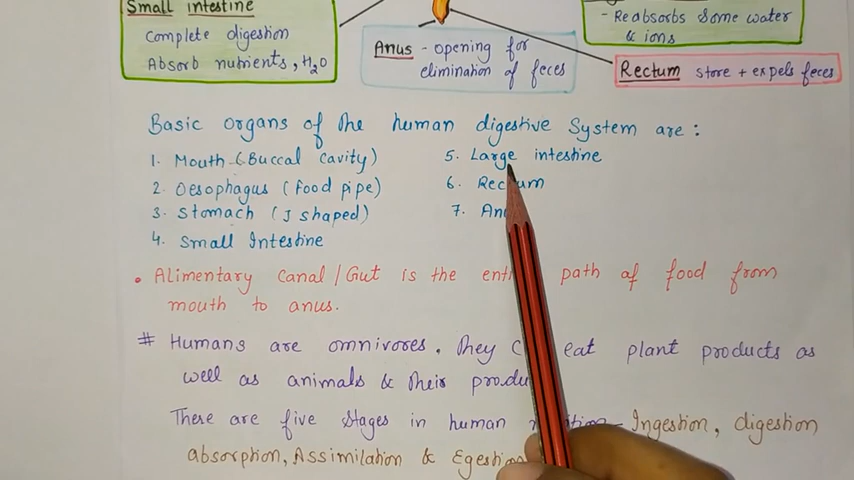 Small intestine
Complete digestion
Absorb nutrients, H₂O
Anus - opening for
elimination of feces
- Reabsorbs some water
& ions
Rectum store + expels feces
Basic organs of the human digestive System are:
1. Mouth (Buccal Cavity)
2. Oesophagus (food pipe)
3. Stomach (J shaped)
4. Small Intestine
5. Large intestine
6. Rectum
7.
• Alimentary Canal/Gut is the path of food from
mouth to anus.
# Humans are omnivores. They eat plant products as
well as animals & their
There are five Stages in human Ingestion, digestion
absorption, Assimilation & Egestion